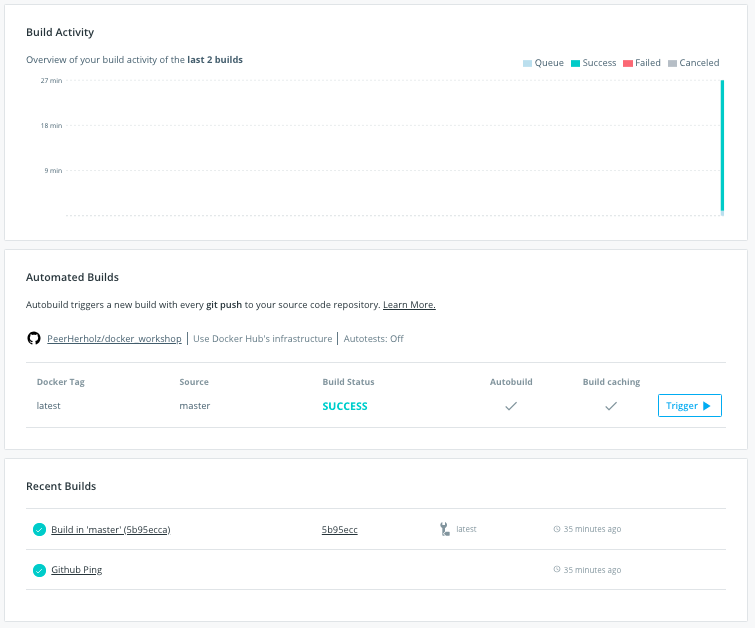 Build Activity
Overview of your build activity of the last 2 builds
Queue Success Failed Canceled
27 min
18 min
9 min
Automated Builds
Autobuild triggers a new build with every git push to your source code repository. Learn More.
PeerHerholz/docker_workshop | Use Docker Hub's infrastructure | Autotests: Off
Docker Tag Source Build Status Autobuild Build caching
latest master SUCCESS Trigger
Recent Builds
Build in 'master' (5b95ecca) 5b95ecc latest 35 minutes ago
Github Ping 35 minutes ago